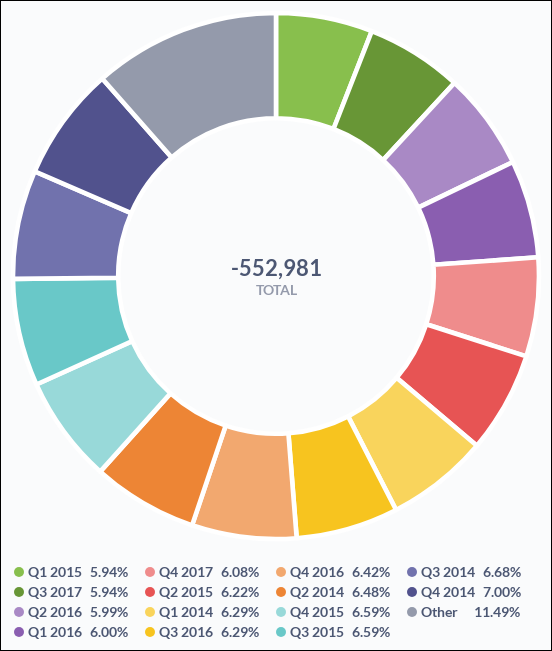 -552,981
TOTAL
Q1 2015 5.94% Q4 2017 6.08% Q4 2016 6.42% Q3 2014 6.68%
Q3 2017 5.94% Q2 2015 6.22% Q2 2014 6.48% Q4 2014 7.00%
Q2 2016 5.99% Q1 2014 6.29% Q4 2015 6.59% Other 11.49%
Q1 2016 6.00% Q3 2016 6.29% Q3 2015 6.59%